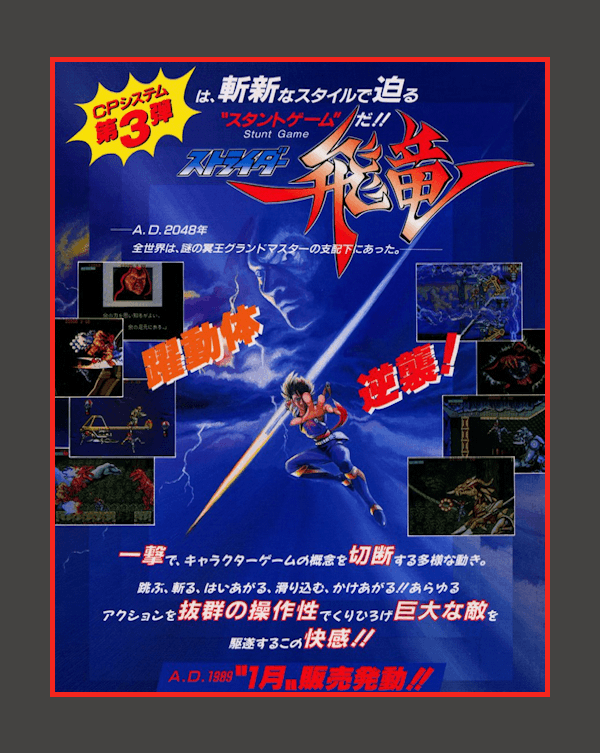 CPシステム
第3弾
は、斬新なスタイルで迫る
"スタントゲーム"だ!!
Stunt Game
ストライダー飛竜
A.D.2048年
全世界は、謎の冥王グランドマスターの支配下にあった。
躍動体
逆襲!
一撃で、キャラクターゲームの概念を切断する多様な動き。
跳ぶ、斬る、はいあがる、滑り込む、かけあがる!!あらゆる
アクションを抜群の操作性でくりひろげ巨大な敵を
駆逐するこの快感!!
A.D.1989 "1月"販売発動!!